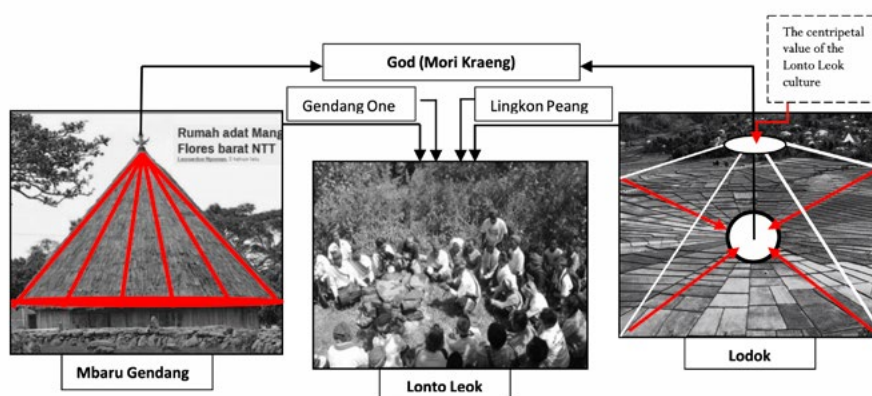 The centripetal
value of the
Lonto Leok
culture
God (Mori Kraeng)
Gendang One
Lingkon Peang
Rumah adat Mang
Flores barat NTT
Mbaru Gendang
Lonto Leok
Lodok